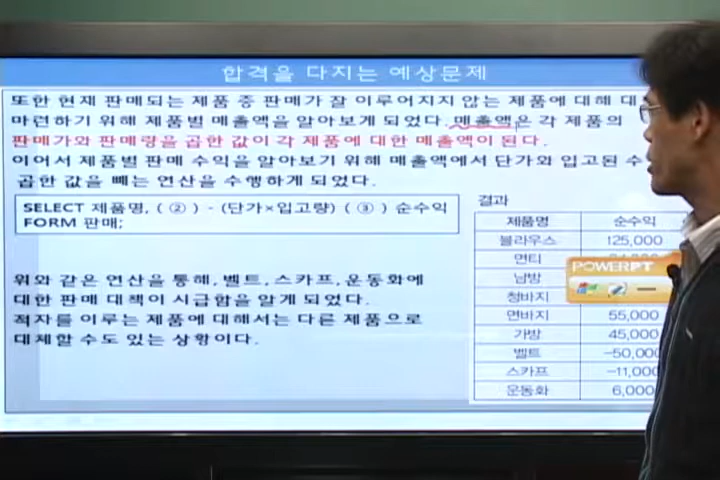 합격을 다지는 예상문제
또한 현재 판매되는 제품 중 판매가 잘 이루어지지 않는 제품에 대해 대
마련하기 위해 제품별 매출액을 알아보게 되었다. 매출액은 각 제품의
판매가와 판매량을 곱한 값이 각 제품에 대한 매출액이 된다.
이어서 제품별 판매 수익을 알아보기 위해 매출액에서 단가와 입고된 수
곱한 값을 빼는 연산을 수행하게 되었다.
SELECT 제품명, ( ② ) - (단가×입고량) ( ③ ) 순수익
FORM 판매;
위와 같은 연산을 통해, 벨트, 스카프, 운동화에
대한 판매 대책이 시급함을 알게 되었다.
적자를 이루는 제품에 대해서는 다른 제품으로
대체할 수도 있는 상황이다.
결과
제품명 순수익
블라우스 125,000
면티
남방
청바지
면바지 55,000
가방 45,000
벨트 -50,000
스카프 -11,000
운동화 6,000
POWERPT